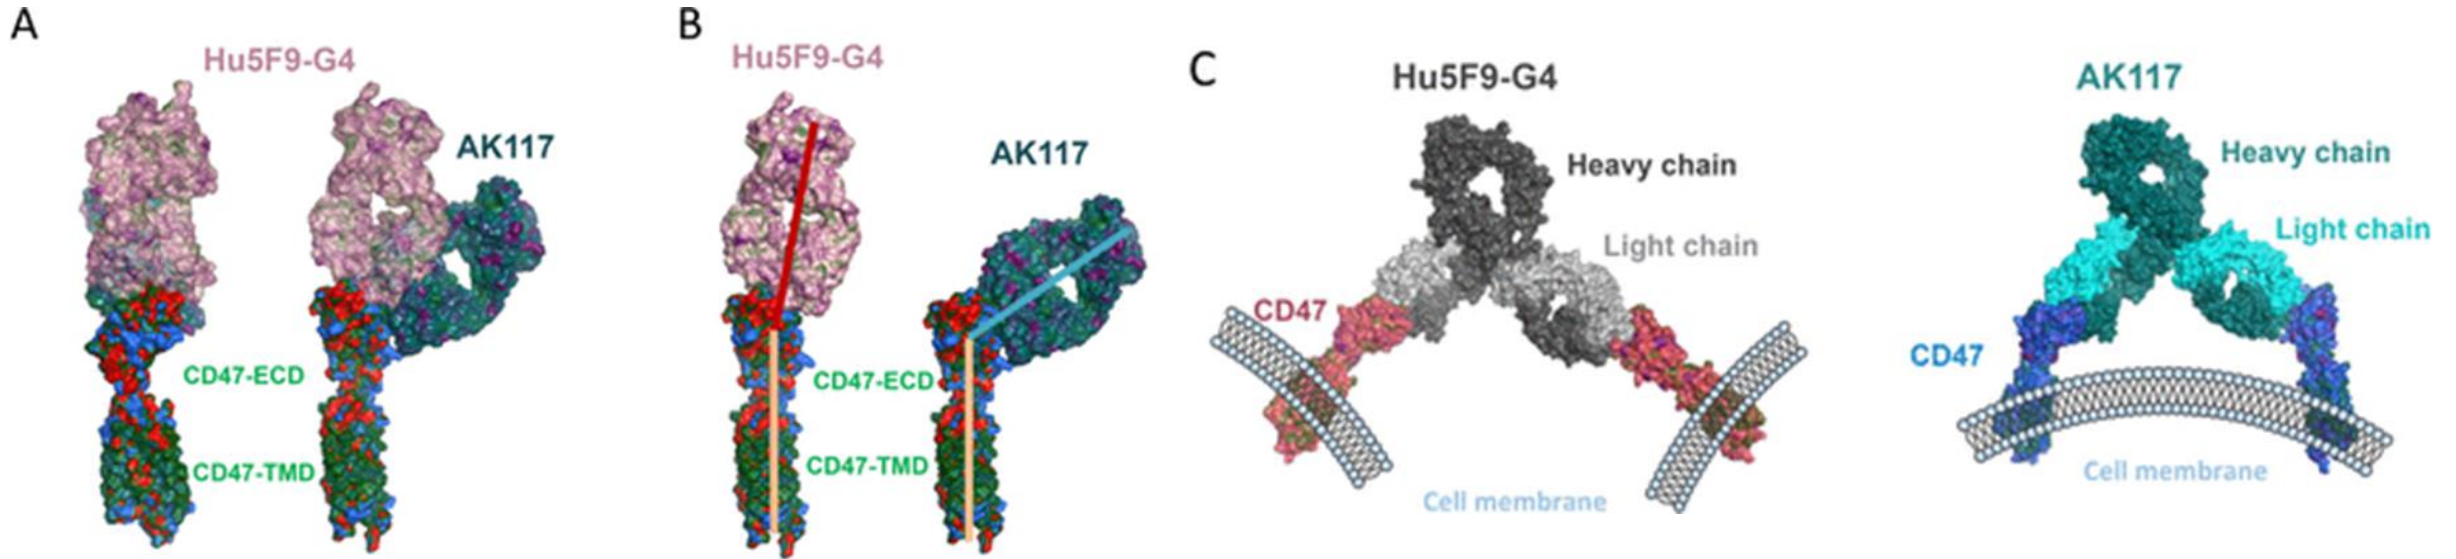 A
Hu5F9-G4
AK117
CD47-ECD
CD47-TMD
B
Hu5F9-G4
AK117
CD47-ECD
CD47-TMD
C
Hu5F9-G4
Heavy chain
Light chain
CD47
Cell membrane
AK117
Heavy chain
Light chain
CD47
Cell membrane